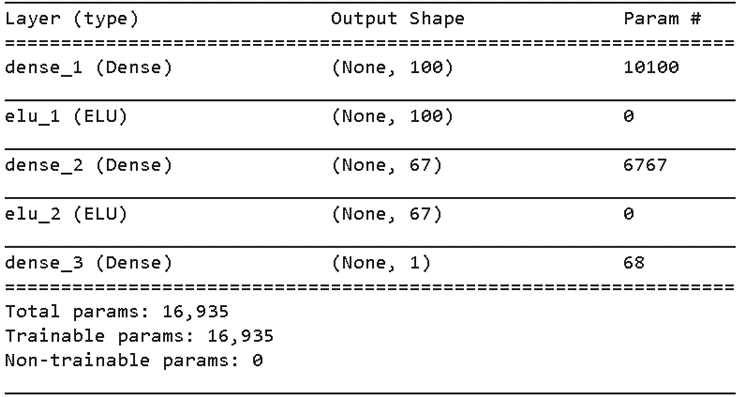 Layer (type) Output Shape Param #
=================================================================
dense_1 (Dense) (None, 100) 10100
elu_1 (ELU) (None, 100) 0
dense_2 (Dense) (None, 67) 6767
elu_2 (ELU) (None, 67) 0
dense_3 (Dense) (None, 1) 68
=================================================================
Total params: 16,935
Trainable params: 16,935
Non-trainable params: 0